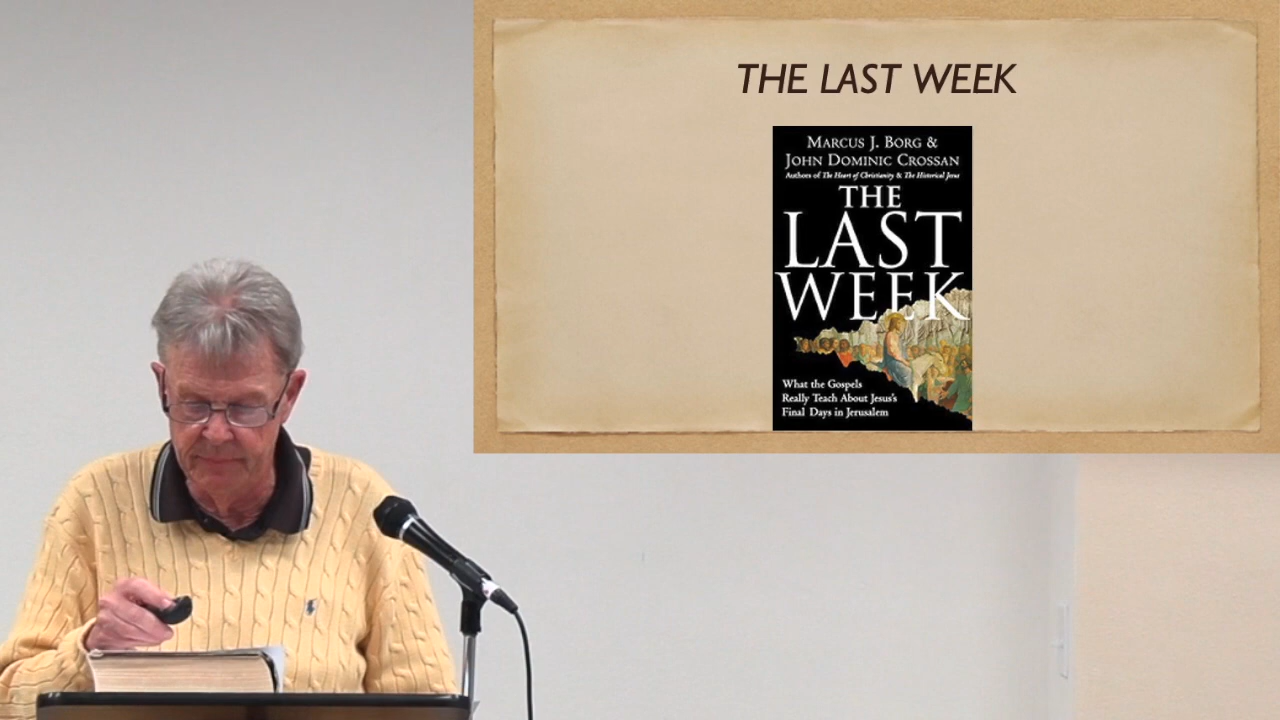 THE LAST WEEK
MARCUS J. BORG &
JOHN DOMINIC CROSSAN
Authors of The Heart of Christianity & The Historical Jesus
THE
LAST
WEEK
What the Gospels
Really Teach About Jesus's
Final Days in Jerusalem